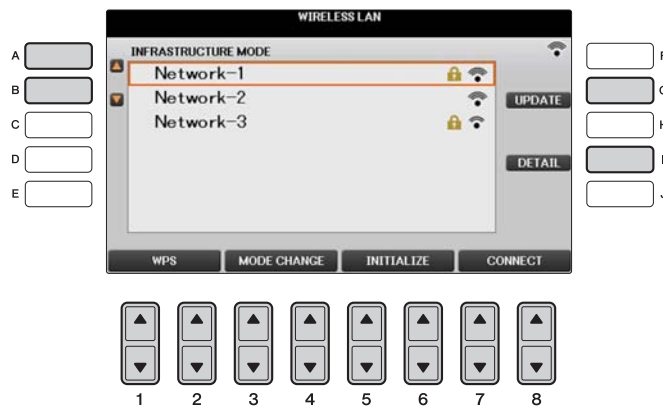 WIRELESS LAN
INFRASTRUCTURE MODE
A
Network-1
B
Network-2
UPDATE
C
Network-3
D
DETAIL
E
WPS MODE CHANGE INITIALIZE CONNECT
1 2 3 4 5 6 7 8